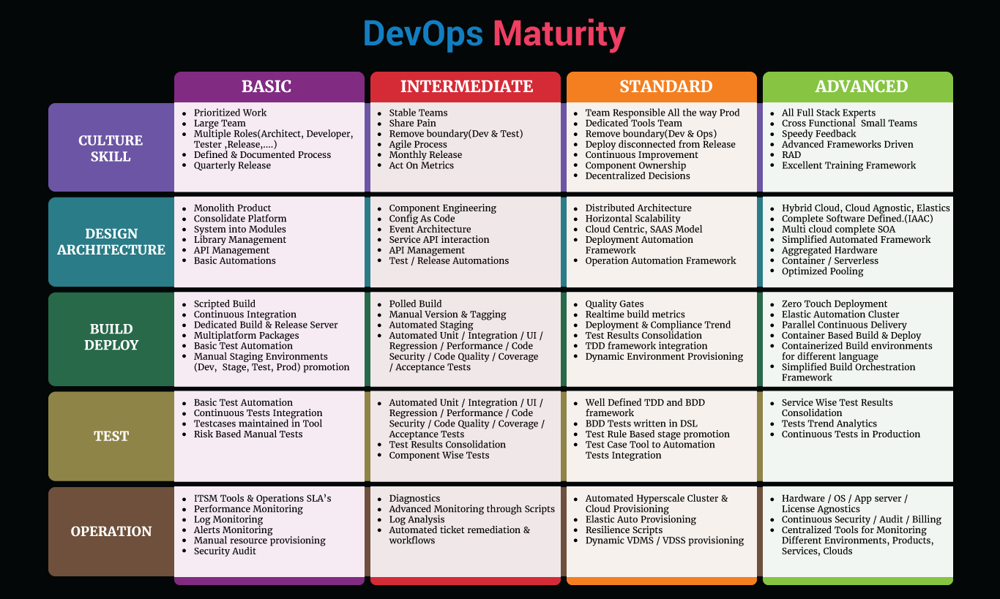 DevOps Maturity
BASIC
INTERMEDIATE
STANDARD
ADVANCED
CULTURE
SKILL
• Prioritized Work
• Large Team
• Multiple Roles(Architect, Developer,
Tester ,Release,....)
• Defined & Documented Process
• Quarterly Release
• Stable Teams
• Share Pain
• Remove boundary(Dev & Test)
• Agile Process
• Monthly Release
• Act On Metrics
• Team Responsible All the way Prod
• Dedicated Tools Team
• Remove boundary(Dev & Ops)
• Deploy disconnected from Release
• Continuous Improvement
• Component Ownership
• Decentralized Decisions
• All Full Stack Experts
• Cross Functional  Small Teams
• Speedy Feedback
• Advanced Frameworks Driven
• RAD
• Excellent Training Framework
DESIGN
ARCHITECTURE
• Monolith Product
• Consolidate Platform
• System into Modules
• Library Management
• API Management
• Basic Automations
• Component Engineering
• Config As Code
• Event Architecture
• Service API interaction
• API Management
• Test / Release Automations
• Distributed Architecture
• Horizontal Scalability
• Cloud Centric, SAAS Model
• Deployment Automation
Framework
• Operation Automation Framework
• Hybrid Cloud, Cloud Agnostic, Elastics
• Complete Software Defined.(IAAC)
• Multi cloud complete SOA
• Simplified Automated Framework
• Aggregated Hardware
• Container / Serverless
• Optimized Pooling
BUILD
DEPLOY
• Scripted Build
• Continuous Integration
• Dedicated Build & Release Server
• Multiplatform Packages
• Basic Test Automation
• Manual Staging Environments
(Dev,  Stage, Test, Prod) promotion
• Polled Build
• Manual Version & Tagging
• Automated Staging
• Automated Unit / Integration / UI /
Regression / Performance / Code
Security / Code Quality / Coverage
/ Acceptance Tests
• Quality Gates
• Realtime build metrics
• Deployment & Compliance Trend
• Test Results Consolidation
• TDD framework integration
• Dynamic Environment Provisioning
• Zero Touch Deployment
• Elastic Automation Cluster
• Parallel Continuous Delivery
• Container Based Build & Deploy
• Containerized Build environments
for different language
• Simplified Build Orchestration
Framework
TEST
• Basic Test Automation
• Continuous Tests Integration
• Testcases maintained in Tool
• Risk Based Manual Tests
• Automated Unit / Integration / UI /
Regression / Performance / Code
Security / Code Quality / Coverage /
Acceptance Tests
• Test Results Consolidation
• Component Wise Tests
• Well Defined TDD and BDD
framework
• BDD Tests written in DSL
• Test Rule Based stage promotion
• Test Case Tool to Automation
Tests Integration
• Service Wise Test Results
Consolidation
• Tests Trend Analytics
• Continuous Tests in Production
OPERATION
• ITSM Tools & Operations SLA’s
• Performance Monitoring
• Log Monitoring
• Alerts Monitoring
• Manual resource provisioning
• Security Audit
• Diagnostics
• Advanced Monitoring through Scripts
• Log Analysis
• Automated ticket remediation &
workflows
• Automated Hyperscale Cluster &
Cloud Provisioning
• Elastic Auto Provisioning
• Resilience Scripts
• Dynamic VDMS / VDSS provisioning
• Hardware / OS / App server /
License Agnostics
• Continuous Security / Audit / Billing
• Centralized Tools for Monitoring
Different Environments, Products,
Services, Clouds